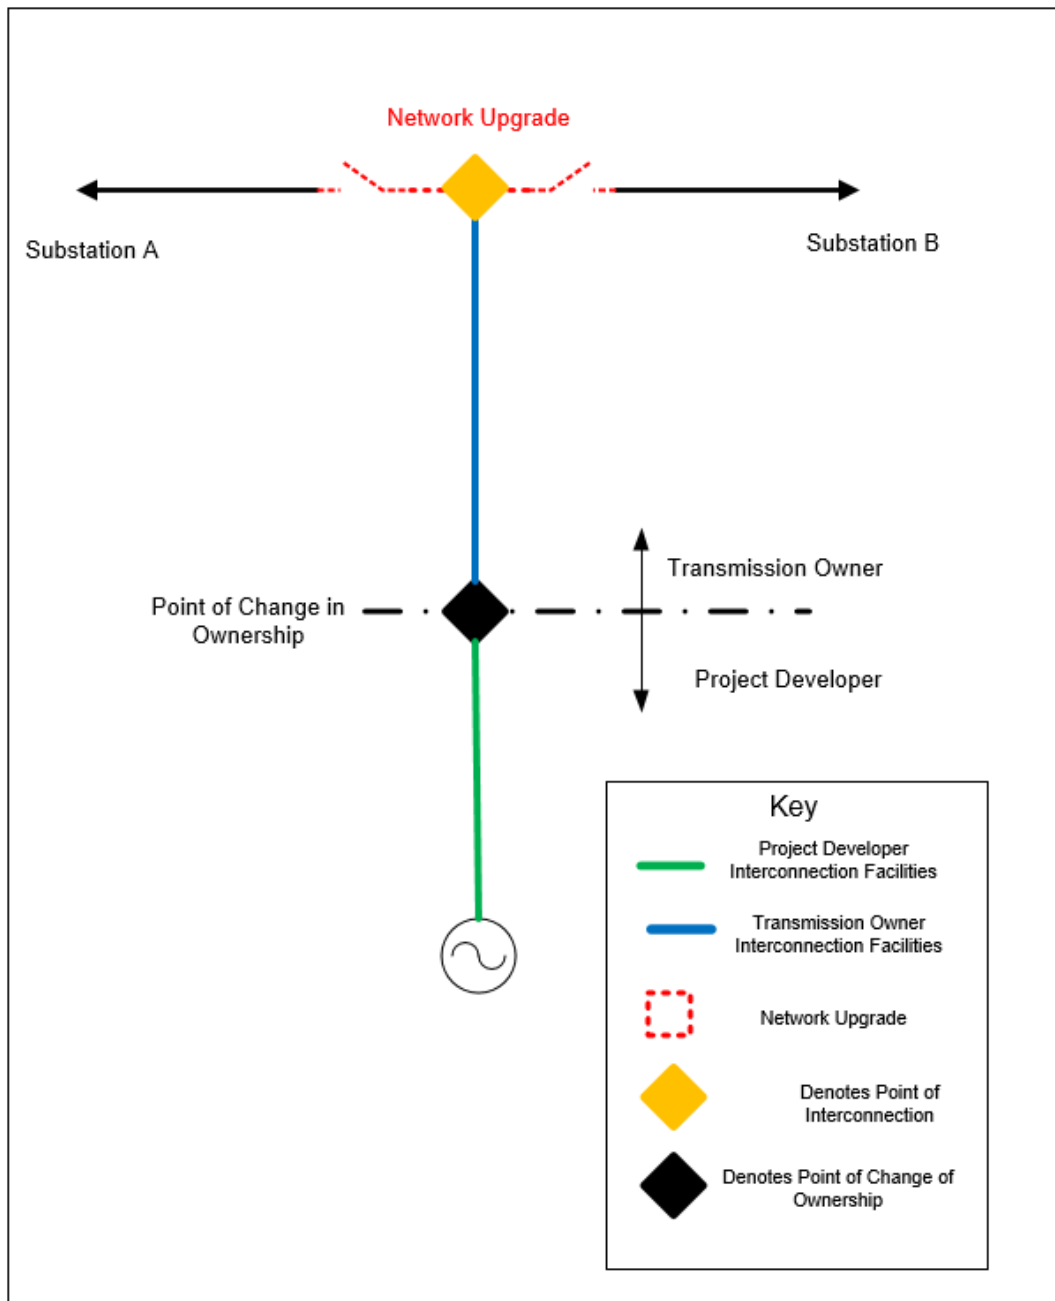 Network Upgrade
Substation A
Substation B
Point of Change in
Ownership
Transmission Owner
Project Developer
Key
Project Developer
Interconnection Facilities
Transmission Owner
Interconnection Facilities
Network Upgrade
Denotes Point of
Interconnection
Denotes Point of Change of
Ownership